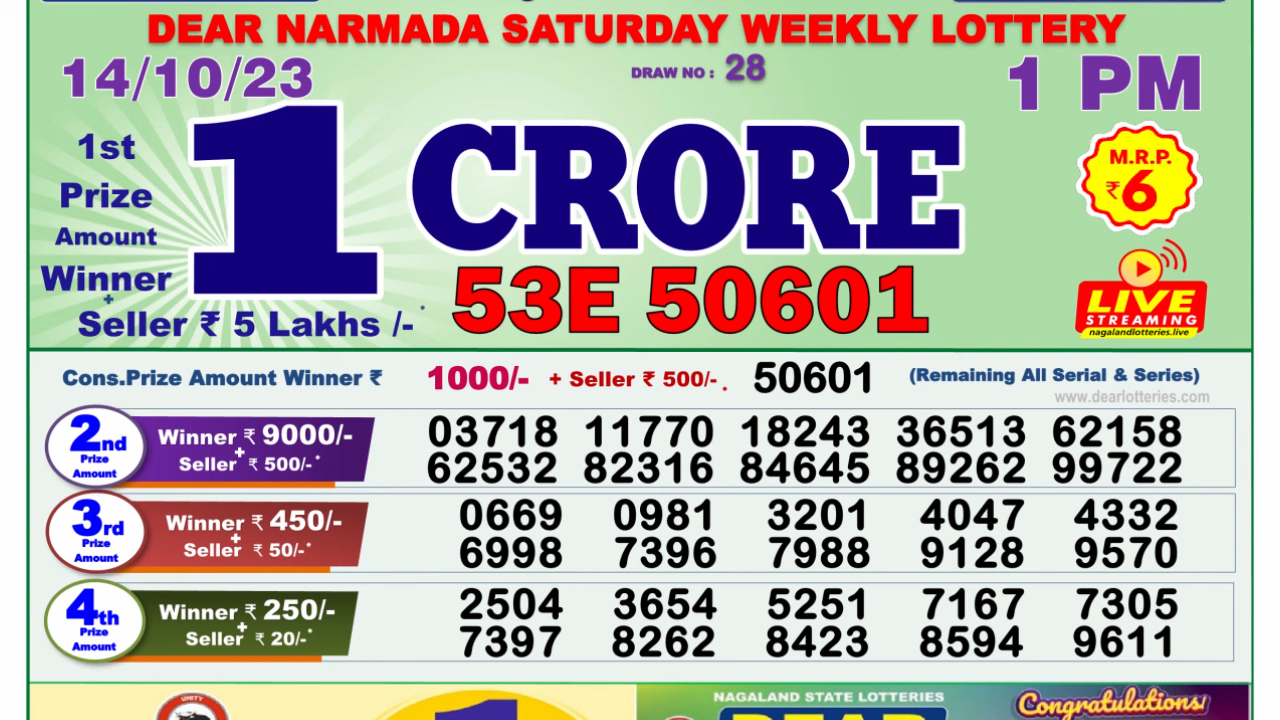 DEAR NARMADA SATURDAY WEEKLY LOTTERY
14/10/23
DRAW NO : 28
1 PM
1st
Prize
Amount
Winner
+
Seller ₹ 5 Lakhs /- *
1 CRORE
53E 50601
M.R.P.
₹6
LIVE
STREAMING
nagalandlotteries.live
Cons.Prize Amount Winner ₹ 1000/- + Seller ₹ 500/- . 50601 (Remaining All Serial & Series)
www.dearlotteries.com
2nd
Prize
Amount
Winner ₹ 9000/-
+
Seller ₹ 500/- *
03718 11770 18243 36513 62158
62532 82316 84645 89262 99722
3rd
Prize
Amount
Winner ₹ 450/-
+
Seller ₹ 50/- *
0669 0981 3201 4047 4332
6998 7396 7988 9128 9570
4th
Prize
Amount
Winner ₹ 250/-
+
Seller ₹ 20/- *
2504 3654 5251 7167 7305
7397 8262 8423 8594 9611
UNITY
1
NAGALAND STATE LOTTERIES
DEAR
Congratulations!